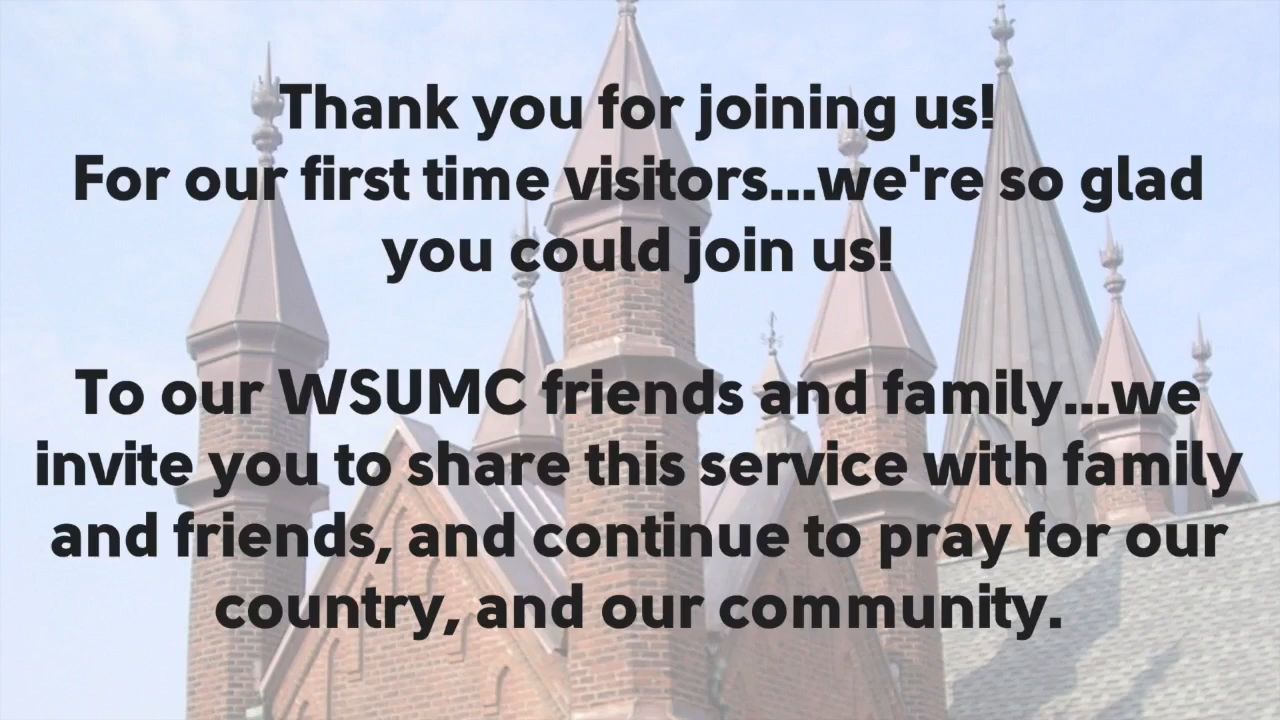 Thank you for joining us!
For our first time visitors...we're so glad
you could join us!
To our WSUMC friends and family...we
invite you to share this service with family
and friends, and continue to pray for our
country, and our community.